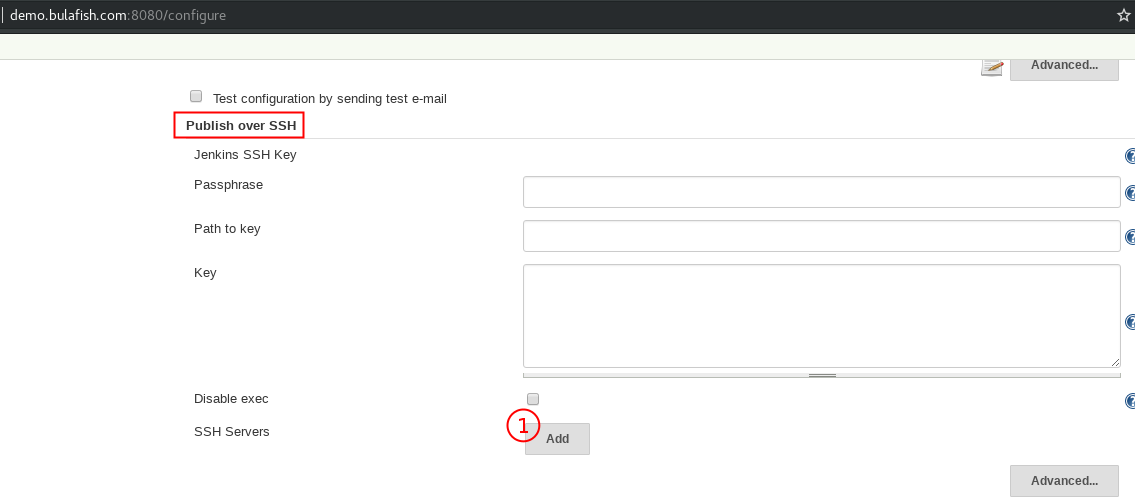 demo.bulafish.com:8080/configure
Advanced...
Test configuration by sending test e-mail
Publish over SSH
Jenkins SSH Key
?
Passphrase
?
Path to key
?
Key
?
Disable exec
?
SSH Servers
1 Add
Advanced...